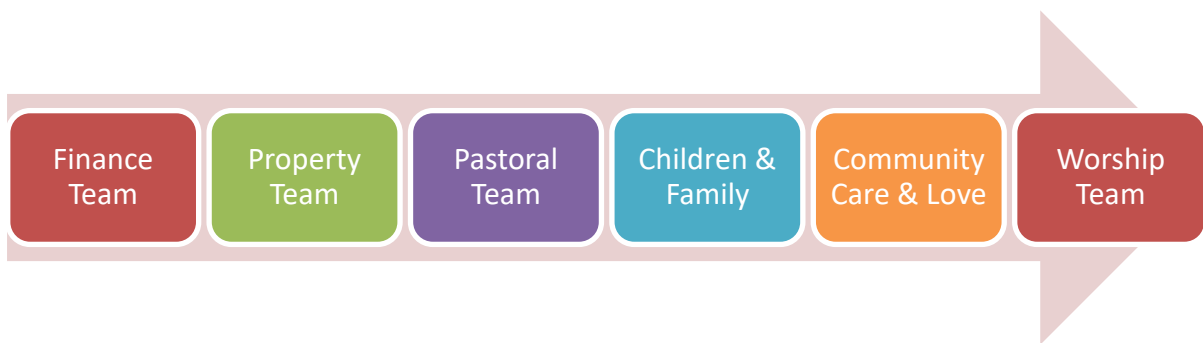 Finance
Team
Property
Team
Pastoral
Team
Children &
Family
Community
Care & Love
Worship
Team